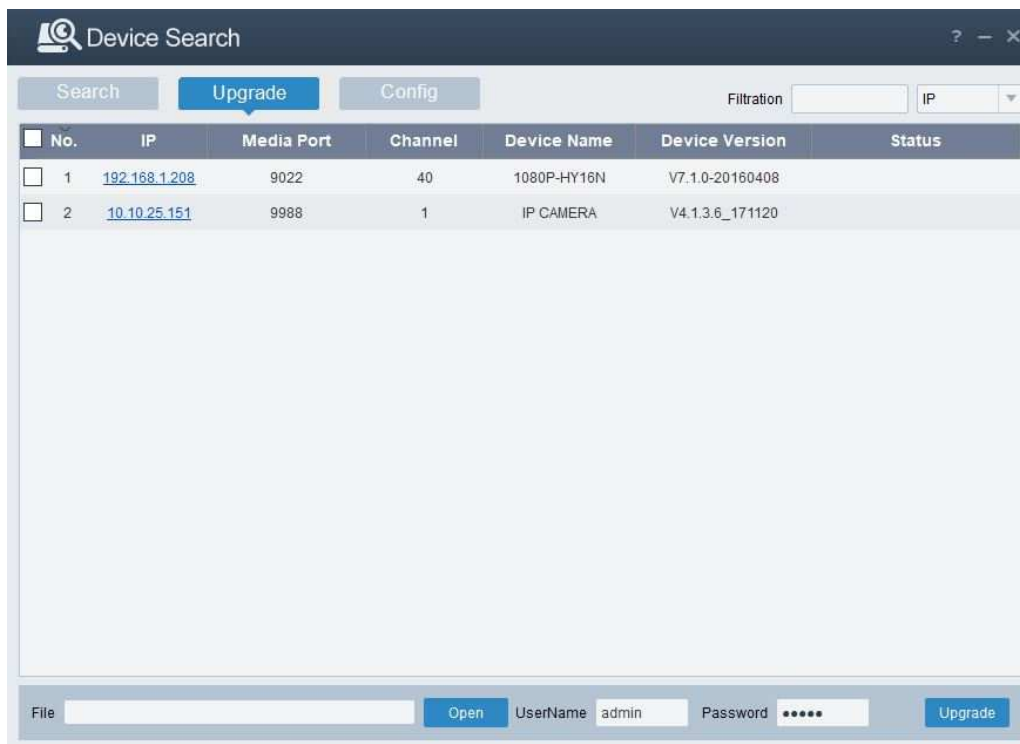 Device Search ? – ×
Search Upgrade Config Filtration IP
No. IP Media Port Channel Device Name Device Version Status
1 192.168.1.208 9022 40 1080P-HY16N V7.1.0-20160408
2 10.10.25.151 9988 1 IP CAMERA V4.1.3.6_171120
File Open UserName admin Password ••••• Upgrade